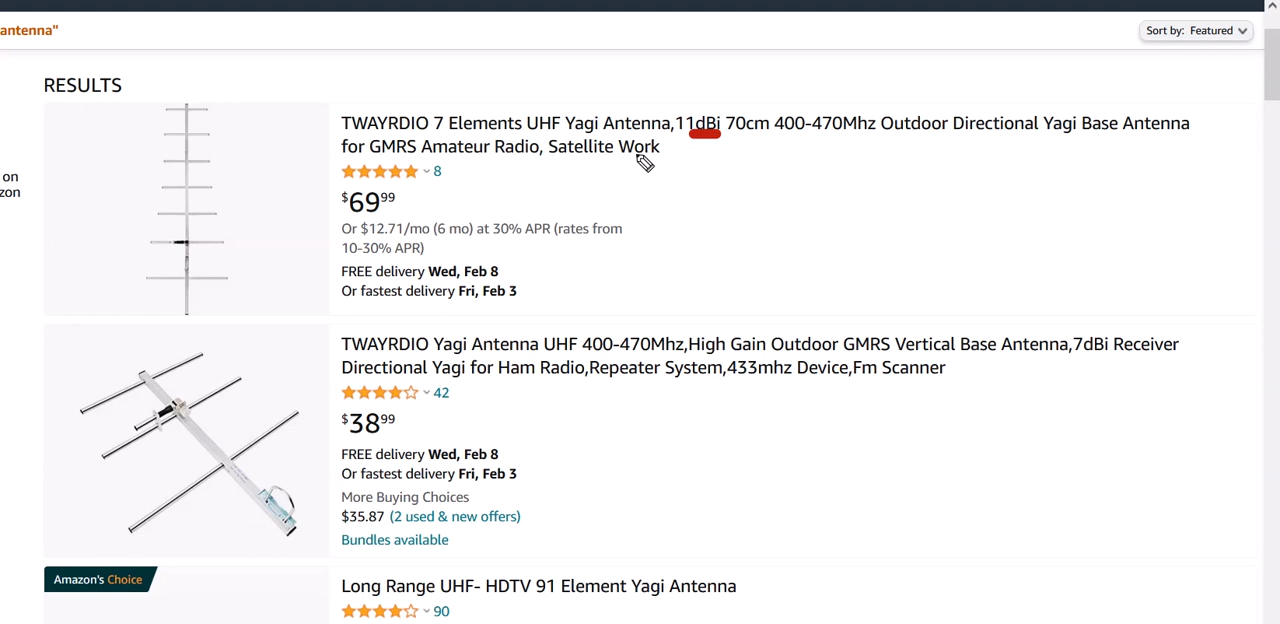 antenna"
Sort by: Featured
RESULTS
on
zon
TWAYRDIO 7 Elements UHF Yagi Antenna,11dBi 70cm 400-470Mhz Outdoor Directional Yagi Base Antenna
for GMRS Amateur Radio, Satellite Work
8
$6999
Or $12.71/mo (6 mo) at 30% APR (rates from
10-30% APR)
FREE delivery Wed, Feb 8
Or fastest delivery Fri, Feb 3
TWAYRDIO Yagi Antenna UHF 400-470Mhz,High Gain Outdoor GMRS Vertical Base Antenna,7dBi Receiver
Directional Yagi for Ham Radio,Repeater System,433mhz Device,Fm Scanner
42
$3899
FREE delivery Wed, Feb 8
Or fastest delivery Fri, Feb 3
More Buying Choices
$35.87 (2 used & new offers)
Bundles available
Amazon's Choice
Long Range UHF- HDTV 91 Element Yagi Antenna
90